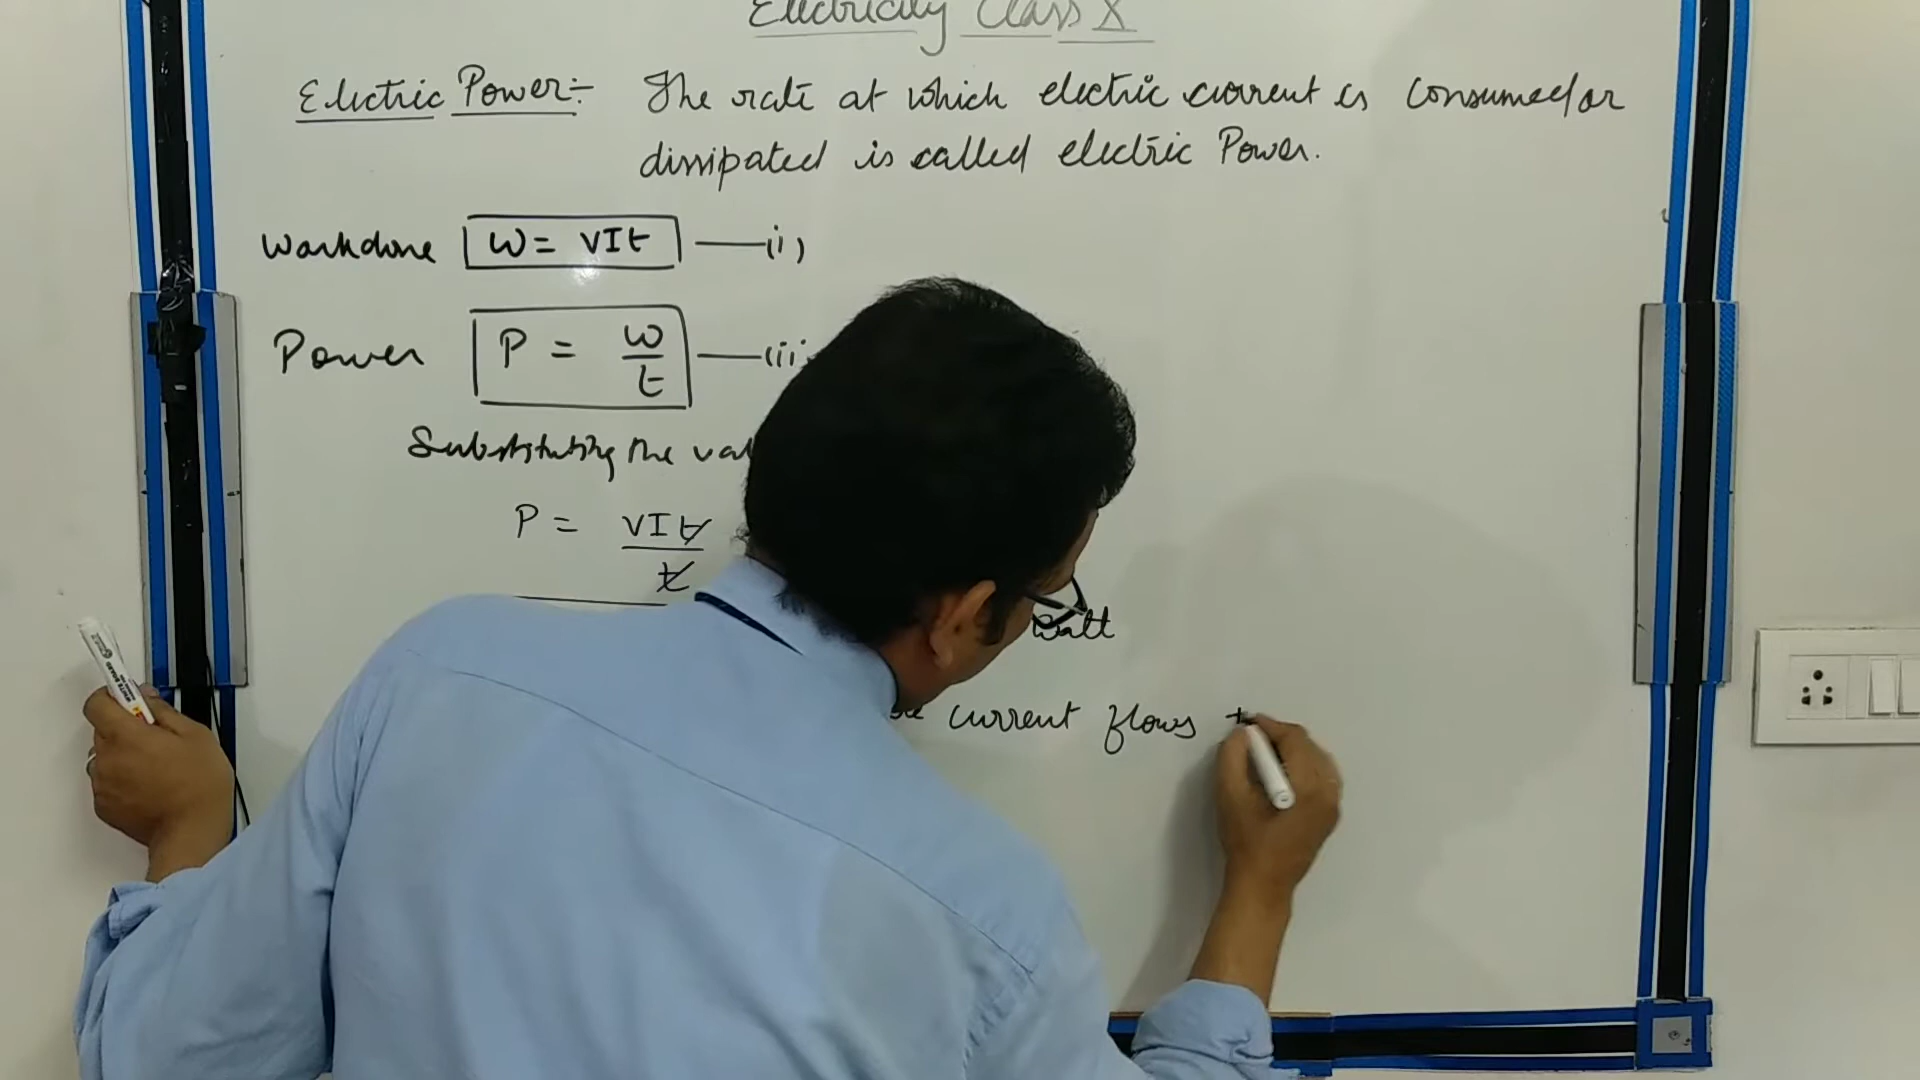 Electricity Class X
Electric Power:- The rate at which electric current is consumed/or
dissipated is called electric Power.
Workdone W = VIt —(i)
Power P = W/t —(ii
Substituting the val
P = VIt/t
Watt
current flows t